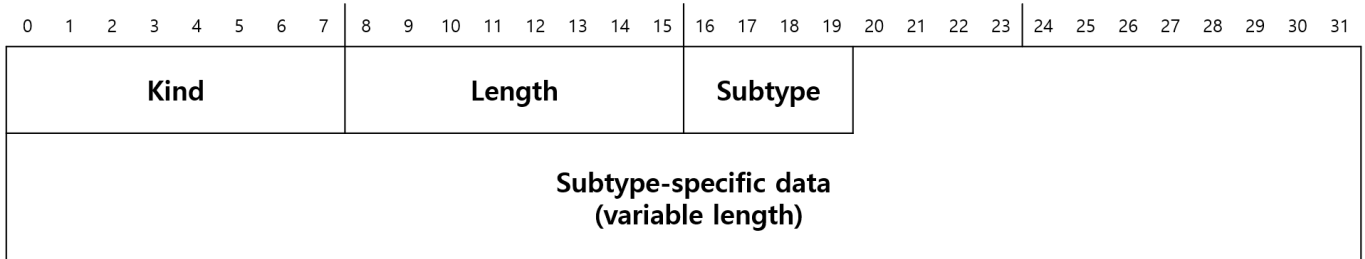 0 1 2 3 4 5 6 7 8 9 10 11 12 13 14 15 16 17 18 19 20 21 22 23 24 25 26 27 28 29 30 31
Kind Length Subtype
Subtype-specific data
(variable length)